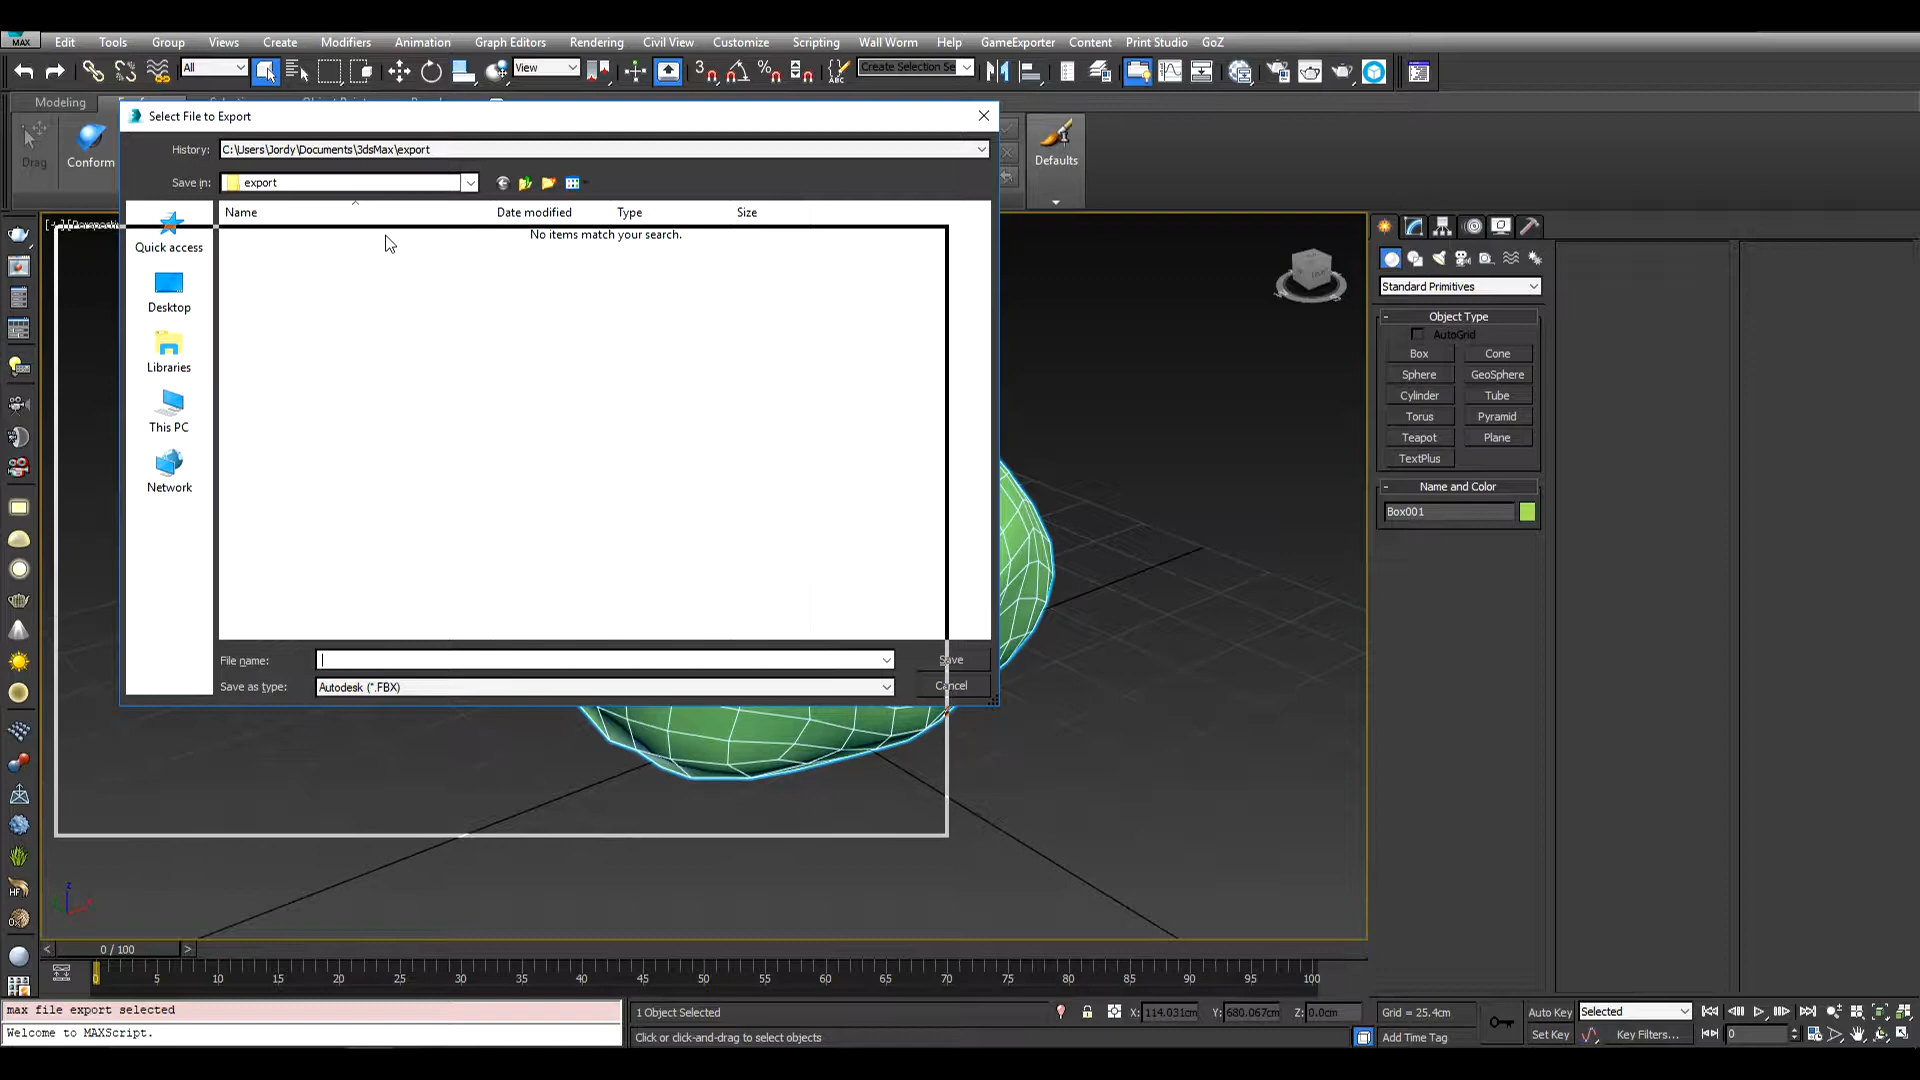 MAX Edit Tools Group Views Create Modifiers Animation Graph Editors Rendering Civil View Customize Scripting Wall Worm Help GameExporter Content Print Studio GoZ
All View 3 ABC Create Selection Se
Modeling
Drag Conform Defaults
Select File to Export
History: C:\Users\Jordy\Documents\3dsMax\export
Save in: export
Name Date modified Type Size
No items match your search.
Quick access
Desktop
Libraries
This PC
Network
File name: Save
Save as type: Autodesk (*.FBX) Cancel
Standard Primitives
- Object Type
AutoGrid
Box Cone
Sphere GeoSphere
Cylinder Tube
Torus Pyramid
Teapot Plane
TextPlus
- Name and Color
Box001
HF
z
< 0 / 100 >
0 5 10 15 20 25 30 35 40 45 50 55 60 65 70 75 80 85 90 95 100
max file export selected
Welcome to MAXScript.
1 Object Selected X: 114.031cm Y: 680.067cm Z: 0.0cm Grid = 25.4cm Auto Key Selected
Click or click-and-drag to select objects Add Time Tag Set Key Key Filters... 0